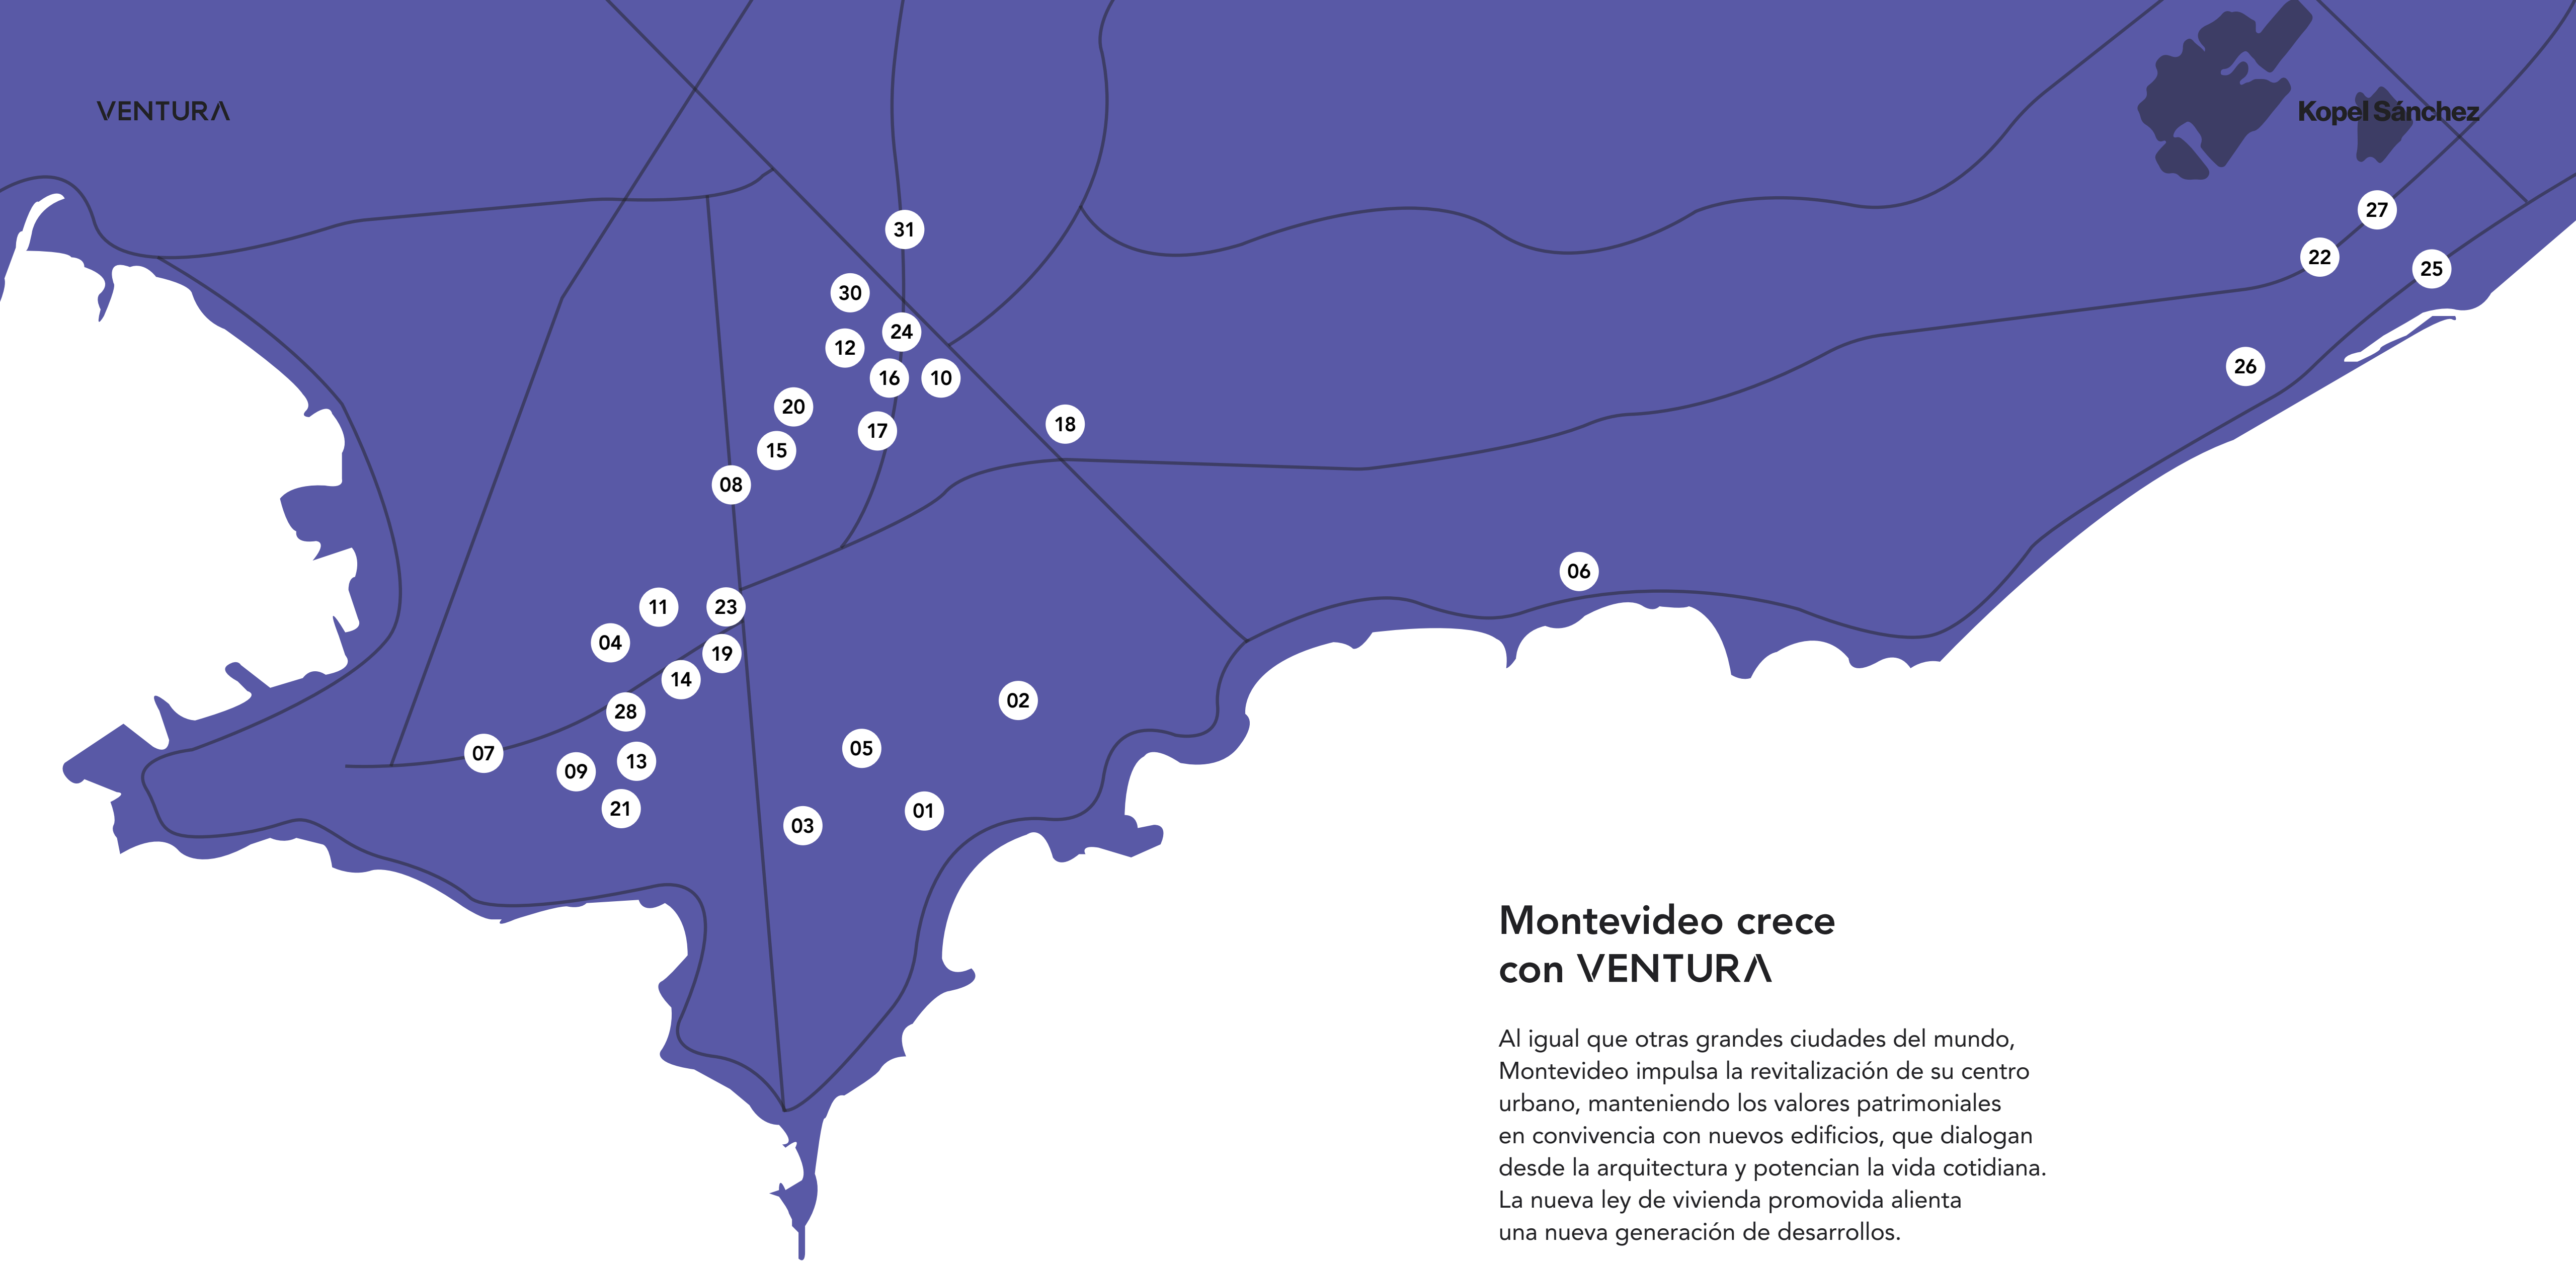 VENTURA
Kopel Sánchez
27
31
22
25
30
24
12
26
16
10
20
18
17
15
08
06
11
23
04
19
14
02
28
05
07
13
09
21
01
03
Montevideo crece
con VENTURA
Al igual que otras grandes ciudades del mundo,
Montevideo impulsa la revitalización de su centro
urbano, manteniendo los valores patrimoniales
en convivencia con nuevos edificios, que dialogan
desde la arquitectura y potencian la vida cotidiana.
La nueva ley de vivienda promovida alienta
una nueva generación de desarrollos.